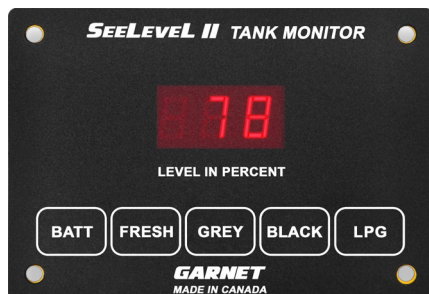 SEELEVEL II TANK MONITOR
78
LEVEL IN PERCENT
BATT FRESH GREY BLACK LPG
GARNET
MADE IN CANADA